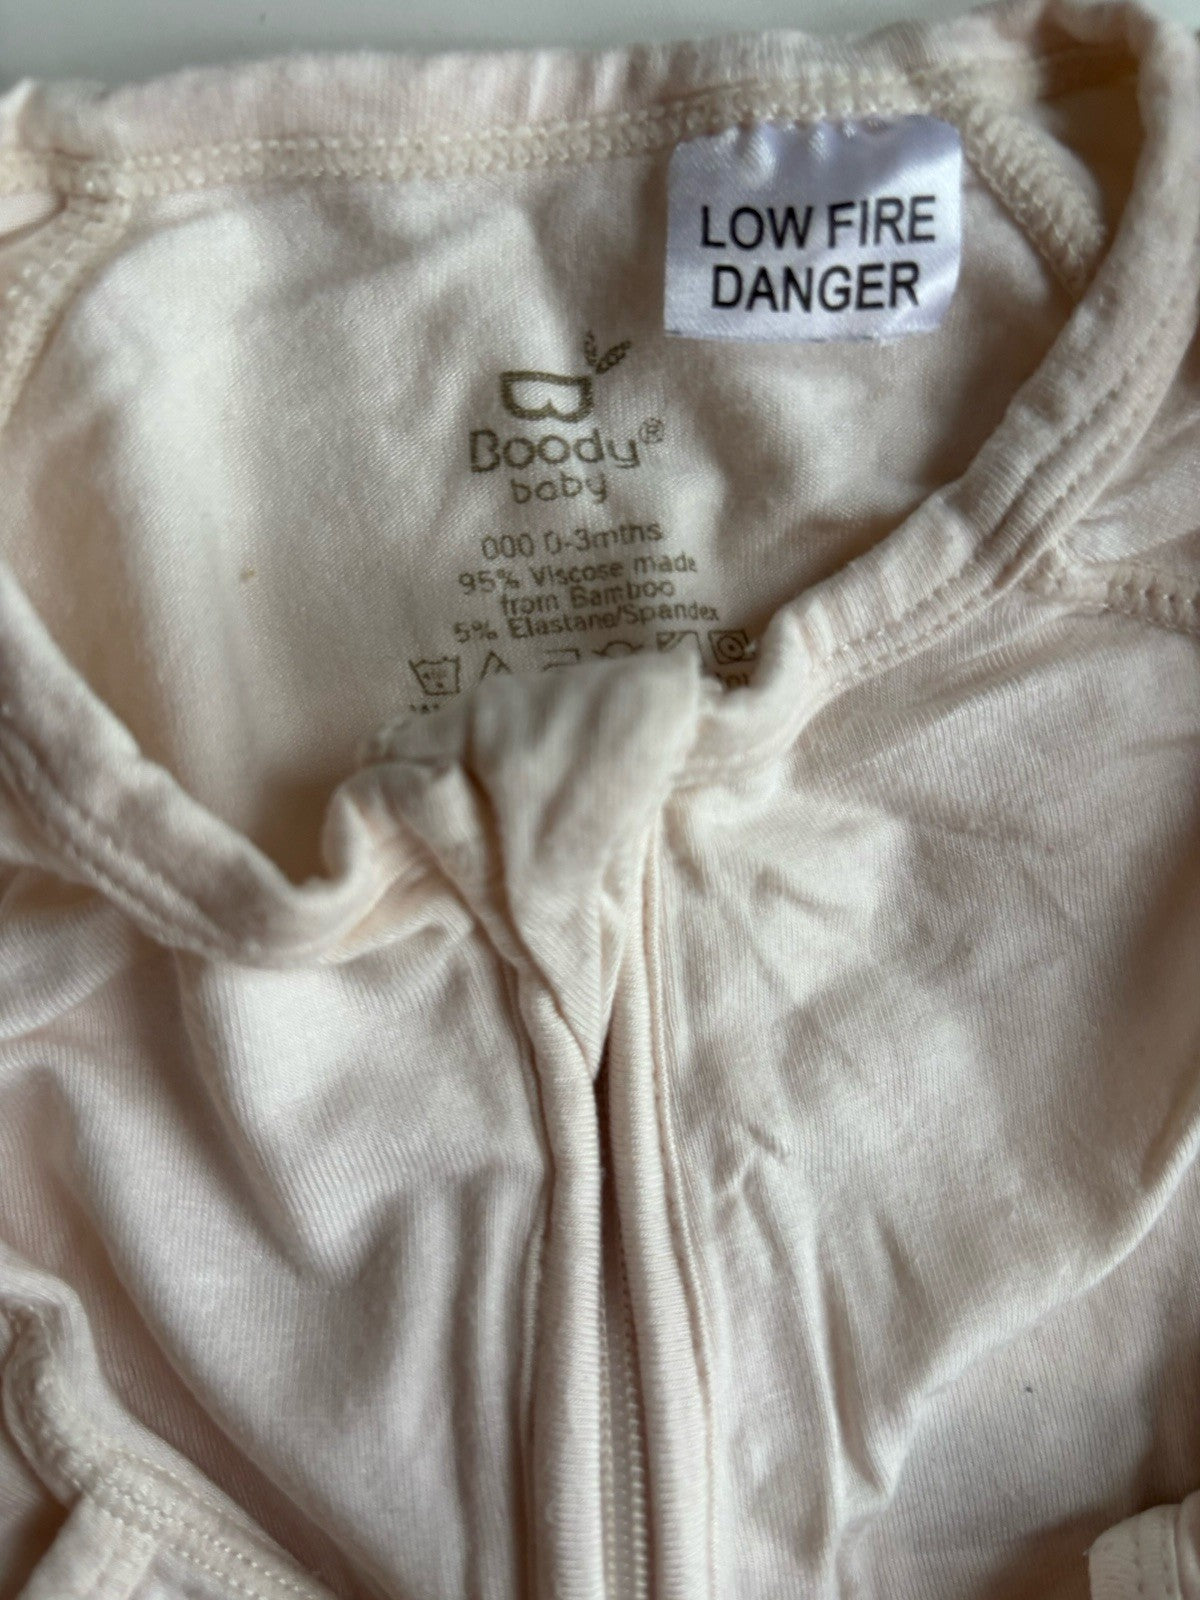 LOW FIRE
DANGER
Boody®
baby
000 0-3mths
95% Viscose made
from Bamboo
5% Elastane/Spandex